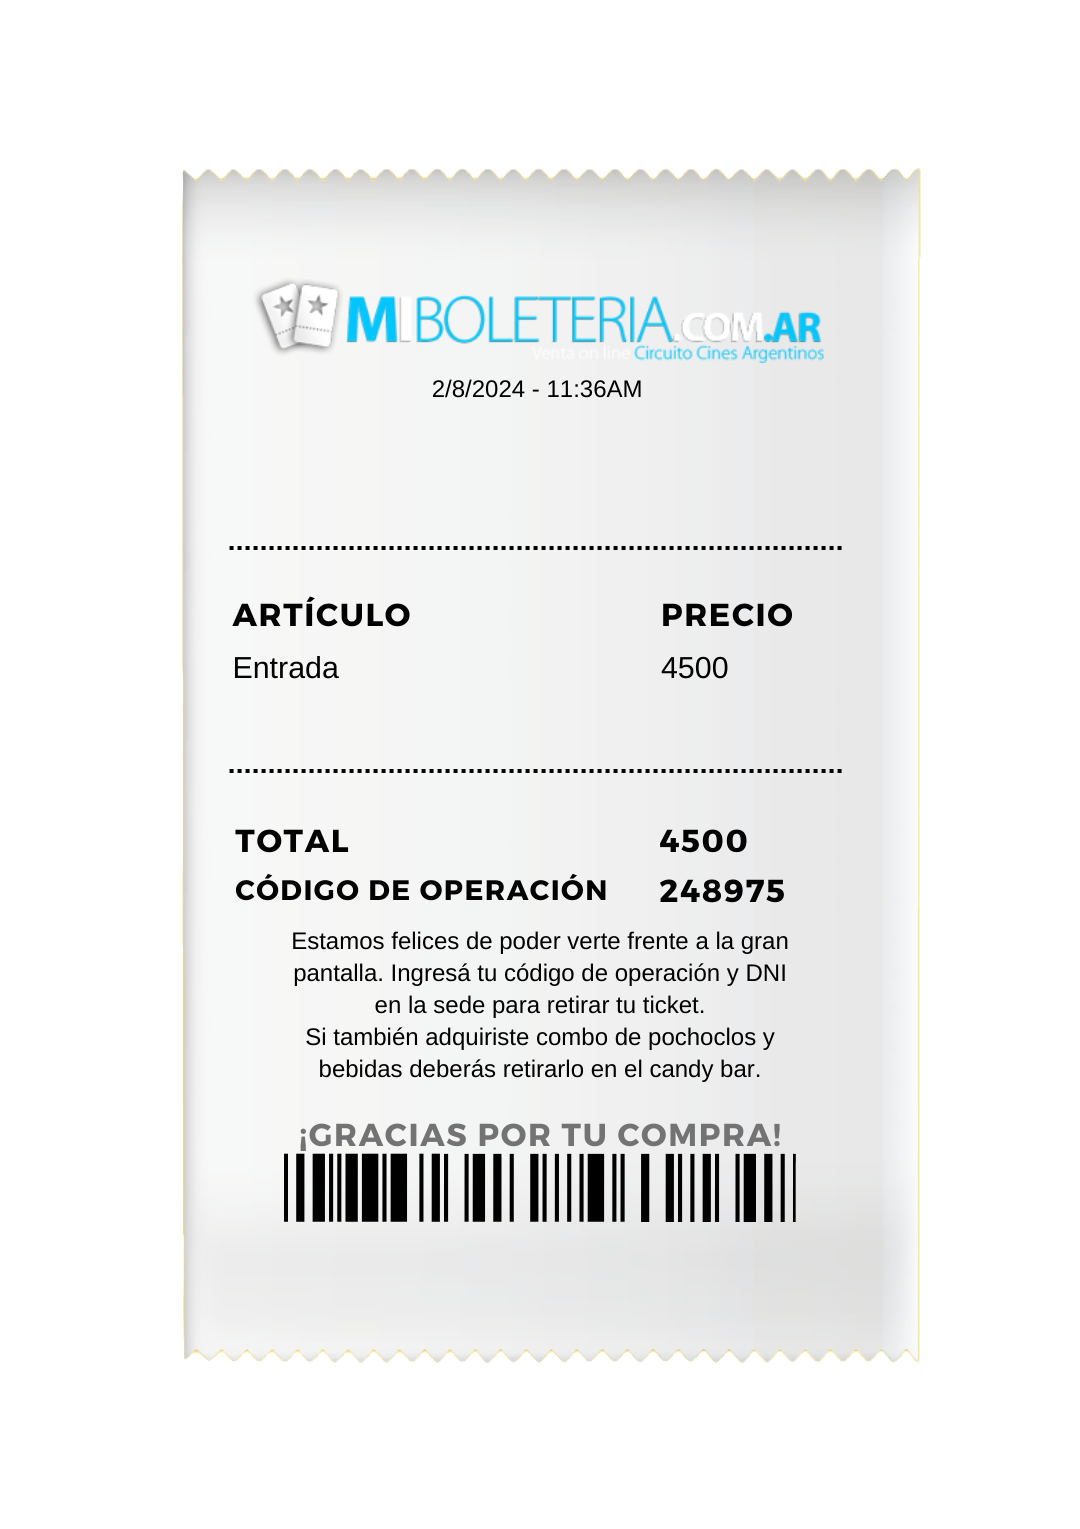 MIBOLETERIA.COM.AR
Venta on line Circuito Cines Argentinos
2/8/2024 - 11:36AM
ARTÍCULO PRECIO
Entrada 4500
TOTAL 4500
CÓDIGO DE OPERACIÓN 248975
Estamos felices de poder verte frente a la gran
pantalla. Ingresá tu código de operación y DNI
en la sede para retirar tu ticket.
Si también adquiriste combo de pochoclos y
bebidas deberás retirarlo en el candy bar.
¡GRACIAS POR TU COMPRA!